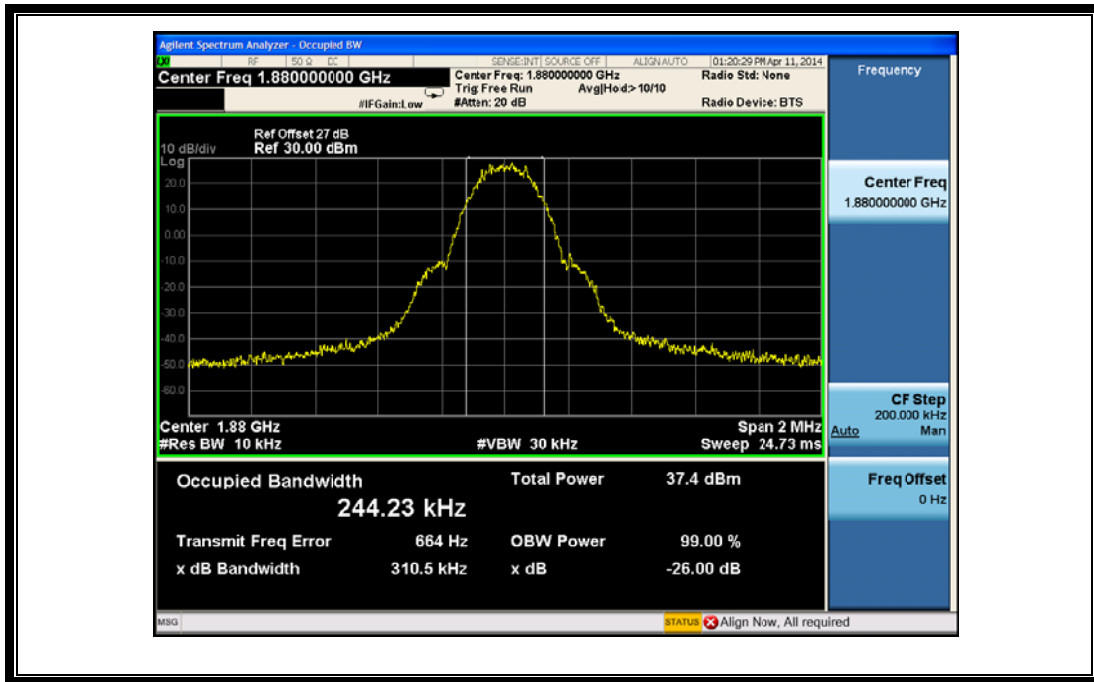 Agilent Spectrum Analyzer - Occupied BW
LXI RF 50 Ω DC SENSE:INT SOURCE OFF ALIGNAUTO 01:20:29 PM Apr 11, 2014
Center Freq 1.880000000 GHz
Center Freq: 1.880000000 GHz Radio Std: None
Trig: Free Run Avg|Hold:>10/10
#IFGain:Low #Atten: 20 dB Radio Device: BTS
Ref Offset 27 dB
10 dB/div Ref 30.00 dBm
Log
20.0
10.0
0.00
-10.0
-20.0
-30.0
-40.0
-50.0
-60.0
Center 1.88 GHz Span 2 MHz
#Res BW 10 kHz #VBW 30 kHz Sweep 24.73 ms
Occupied Bandwidth Total Power 37.4 dBm
244.23 kHz
Transmit Freq Error 664 Hz OBW Power 99.00 %
x dB Bandwidth 310.5 kHz x dB -26.00 dB
MSG STATUS Align Now, All required
Frequency
Center Freq
1.880000000 GHz
CF Step
200.000 kHz
Auto Man
Freq Offset
0 Hz